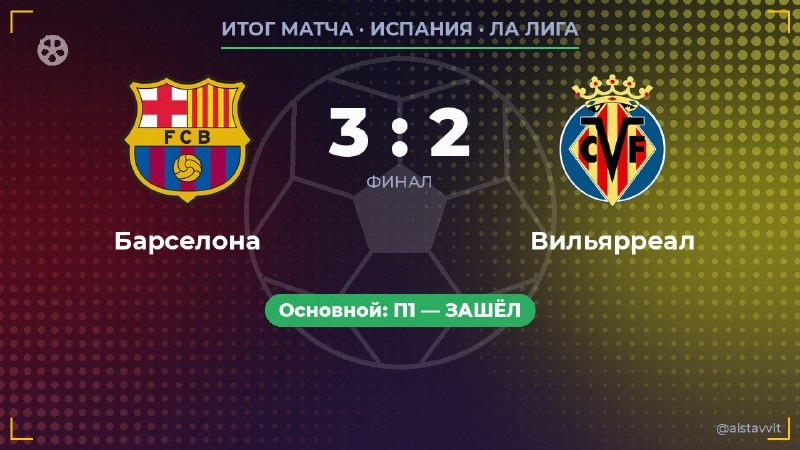 ИТОГ МАТЧА · ИСПАНИЯ · ЛА ЛИГА
FCB
3 : 2
CVF
ФИНАЛ
Барселона
Вильярреал
Основной: П1 — ЗАШЁЛ
@aistavvit